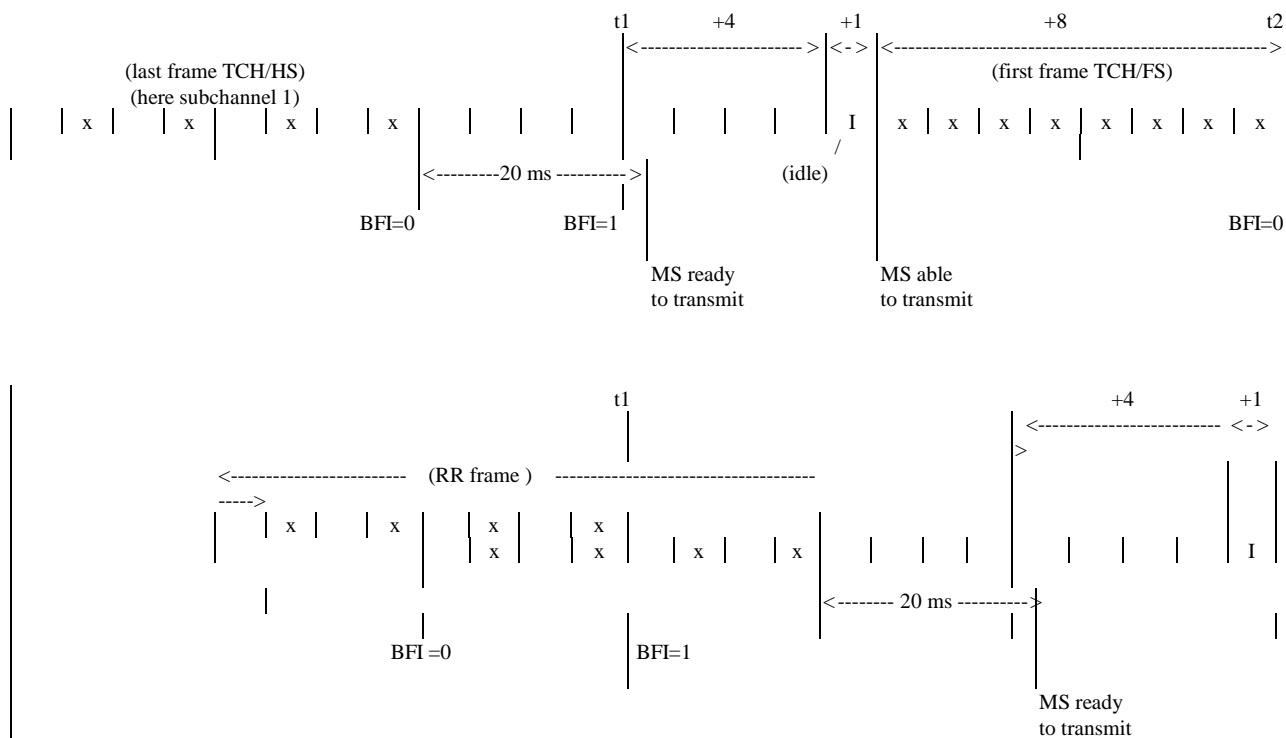 t1 +4 +1 +8 t2
<-----------------------> <-> <--------------------------------------------->
(last frame TCH/HS) (first frame TCH/FS)
(here subchannel 1)
x x x x I x x x x x x x x
/
<---------20 ms -----------> (idle)
BFI=0 BFI=1 BFI=0
MS ready MS able
to transmit to transmit
t1 +4 +1
<---------------------- <->
>
<------------------------ (RR frame ) ---------------------------------
----->
x x x x
x x x x I
<-------- 20 ms ----------->
BFI =0 BFI=1
MS ready
to transmit